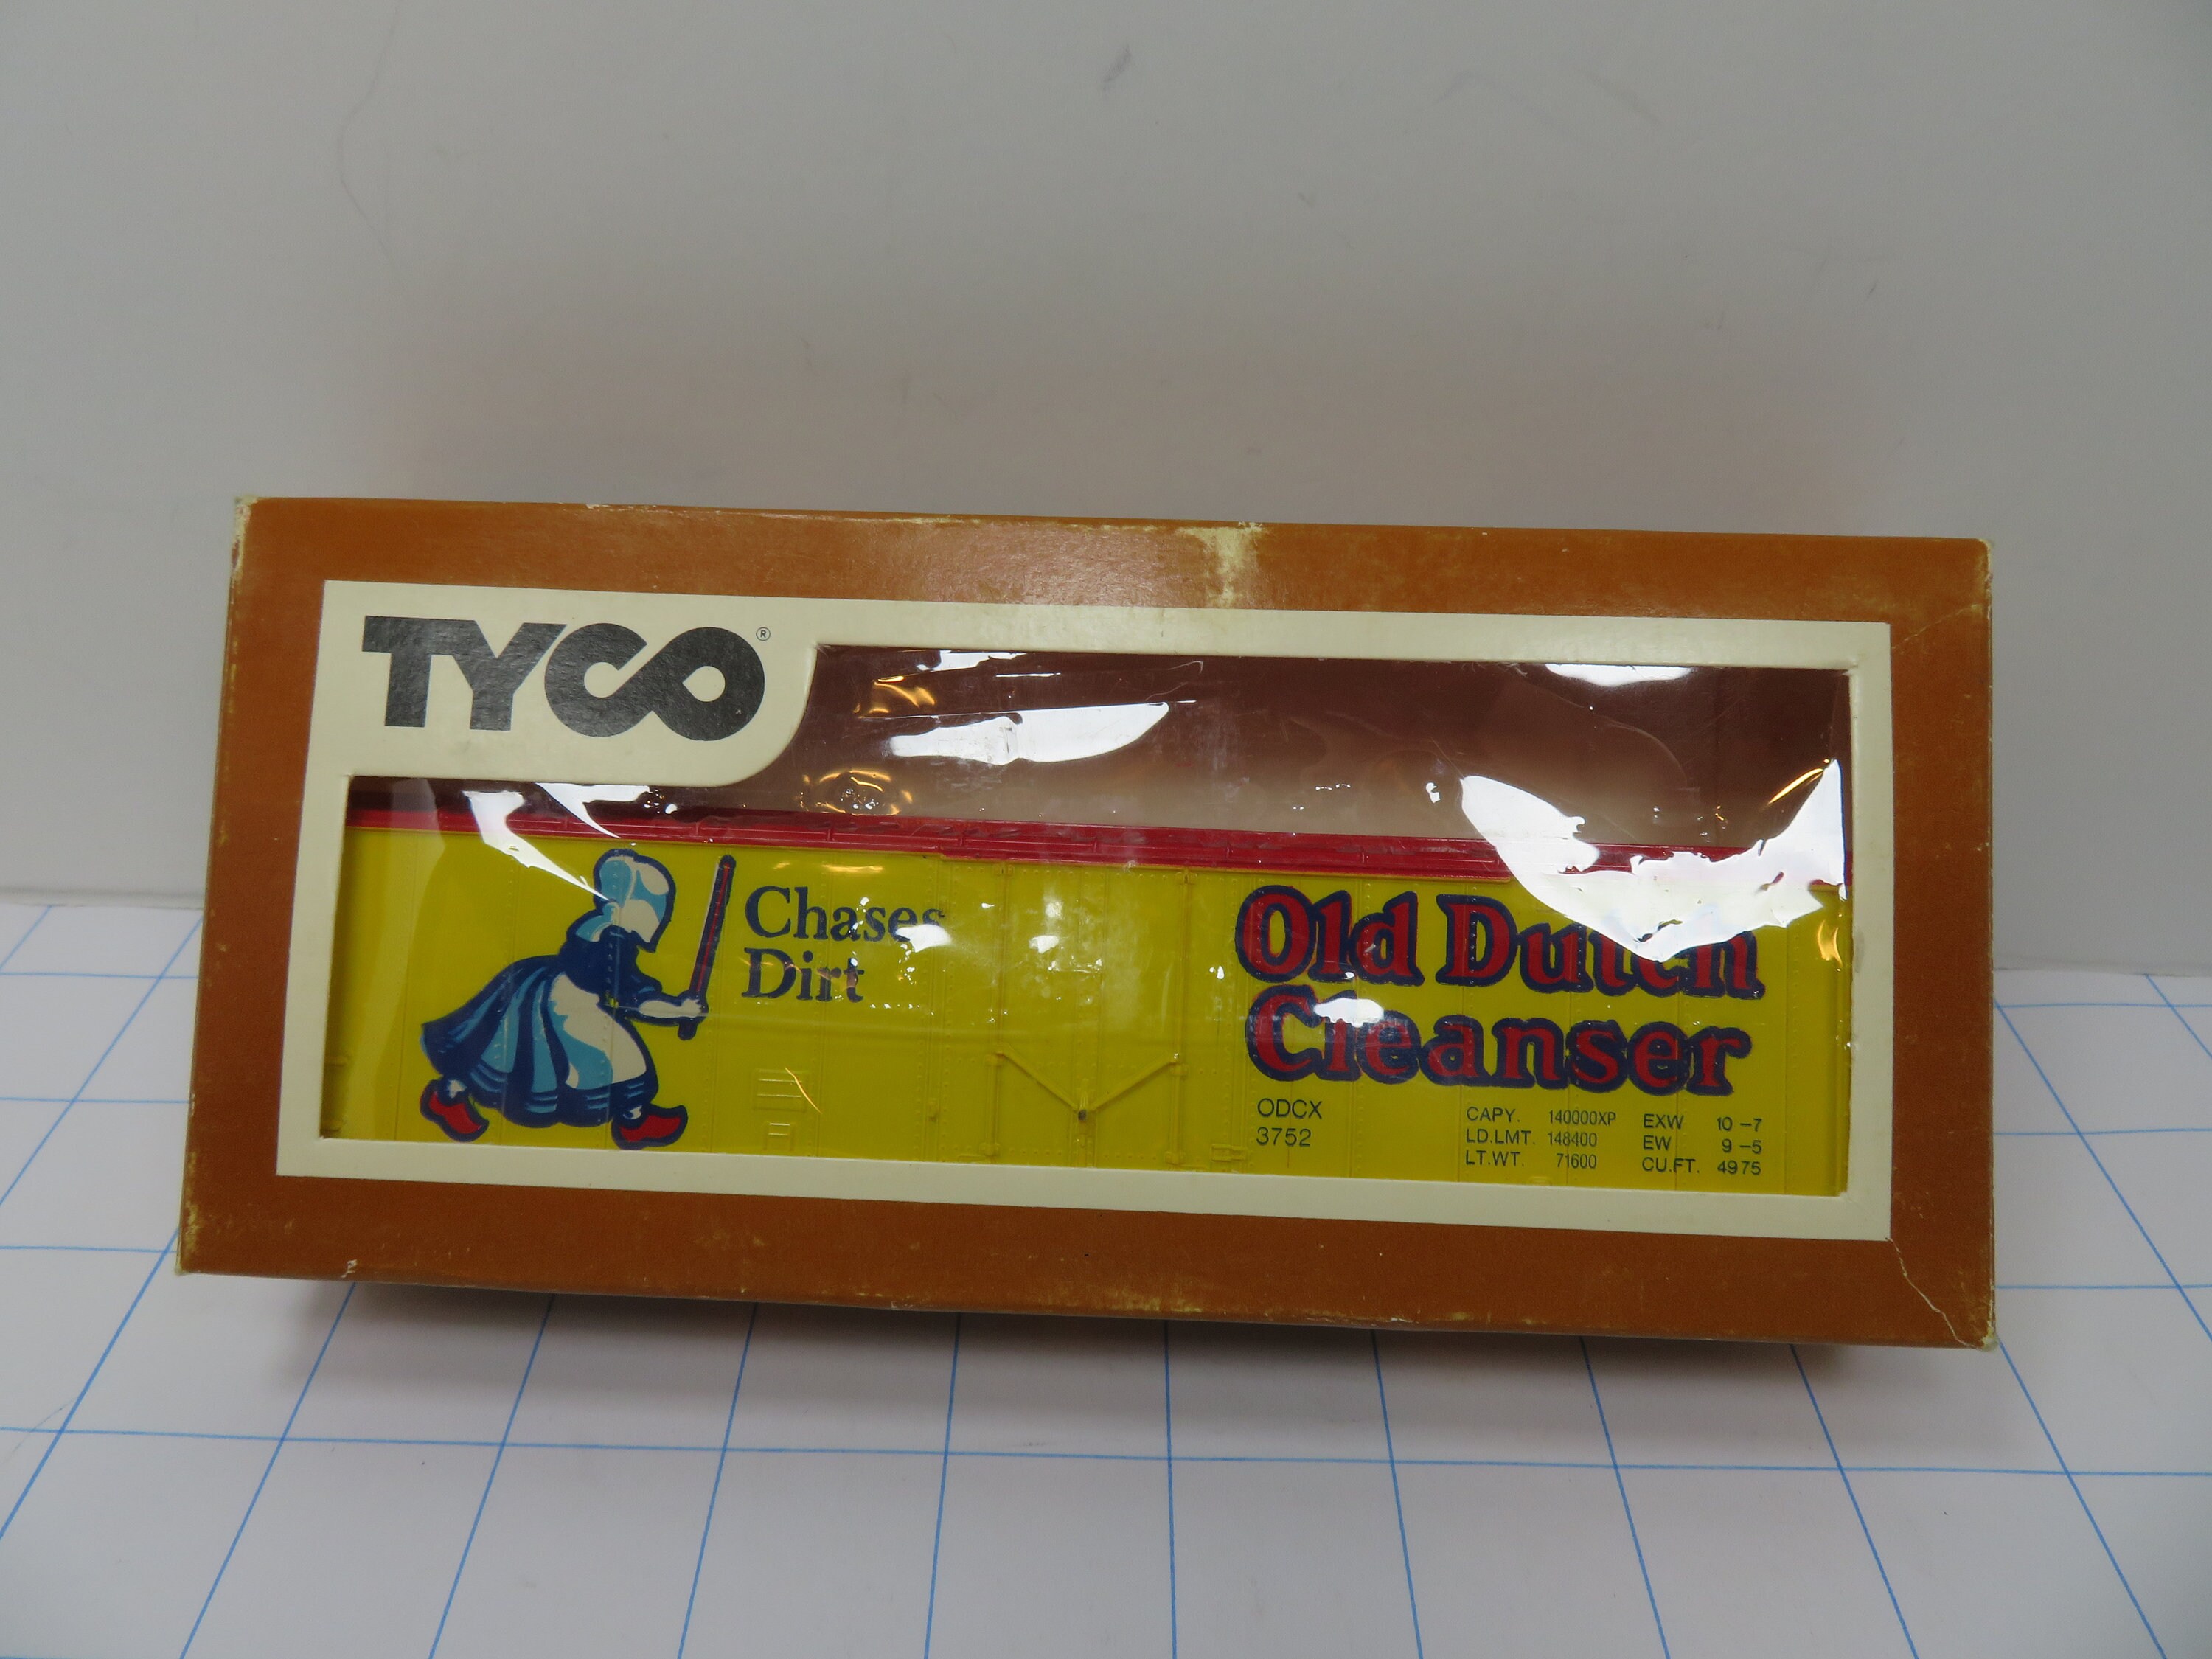 TYCO®
Chases
Dirt
Old Dutch
Cleanser
ODCX
3752
CAPY. 140000XP EXW 10-7
LD.LMT. 148400 EW 9-5
LT.WT. 71600 CU.FT. 4975